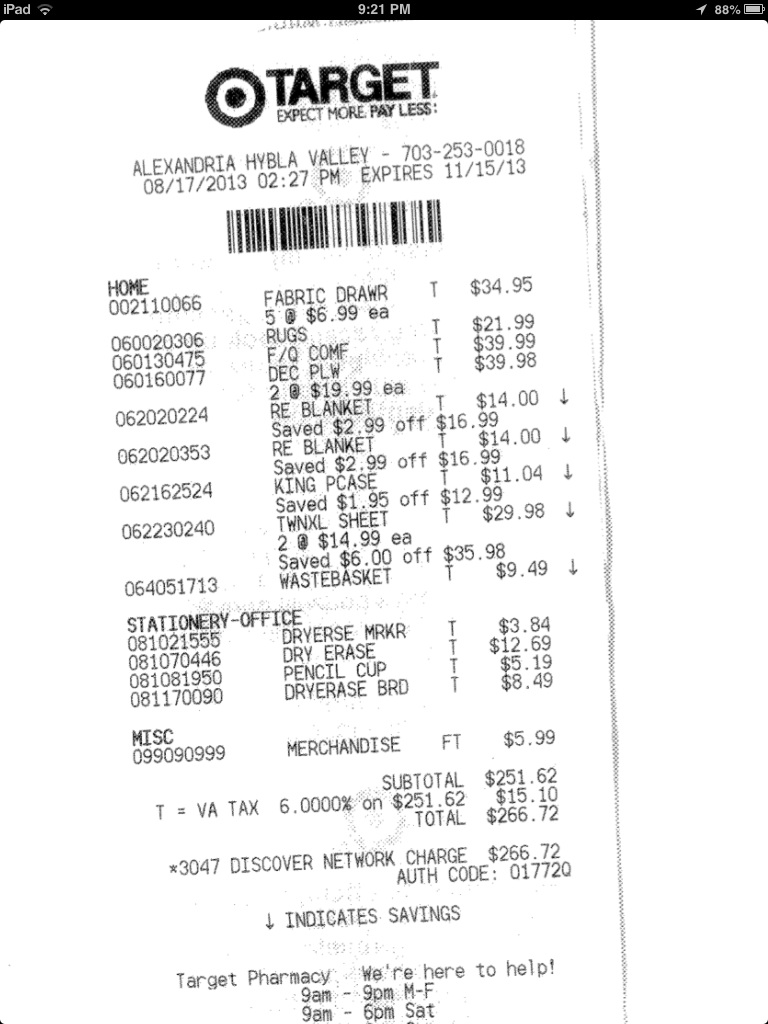 iPad 9:21 PM 88%
TARGET
EXPECT MORE. PAY LESS.
ALEXANDRIA HYBLA VALLEY - 703-253-0018
08/17/2013 02:27 PM EXPIRES 11/15/13
HOME
002110066 FABRIC DRAWR T $34.95
5 @ $6.99 ea
060020306 RUGS T $21.99
060130475 F/Q COMF T $39.99
060160077 DEC PLW T $39.98
2 @ $19.99 ea
062020224 RE BLANKET T $14.00 ↓
Saved $2.99 off $16.99
062020353 RE BLANKET T $14.00 ↓
Saved $2.99 off $16.99
062162524 KING PCASE T $11.04 ↓
Saved $1.95 off $12.99
062230240 TWNXL SHEET T $29.98 ↓
2 @ $14.99 ea
Saved $6.00 off $35.98
064051713 WASTEBASKET T $9.49 ↓
STATIONERY-OFFICE
081021555 DRYERSE MRKR T $3.84
081070446 DRY ERASE T $12.69
081081950 PENCIL CUP T $5.19
081170090 DRYERASE BRD T $8.49
MISC
099090999 MERCHANDISE FT $5.99
SUBTOTAL $251.62
T = VA TAX 6.0000% on $251.62 $15.10
TOTAL $266.72
*3047 DISCOVER NETWORK CHARGE $266.72
AUTH CODE: 01772Q
↓ INDICATES SAVINGS
Target Pharmacy We're here to help!
9am - 9pm M-F
9am - 6pm Sat